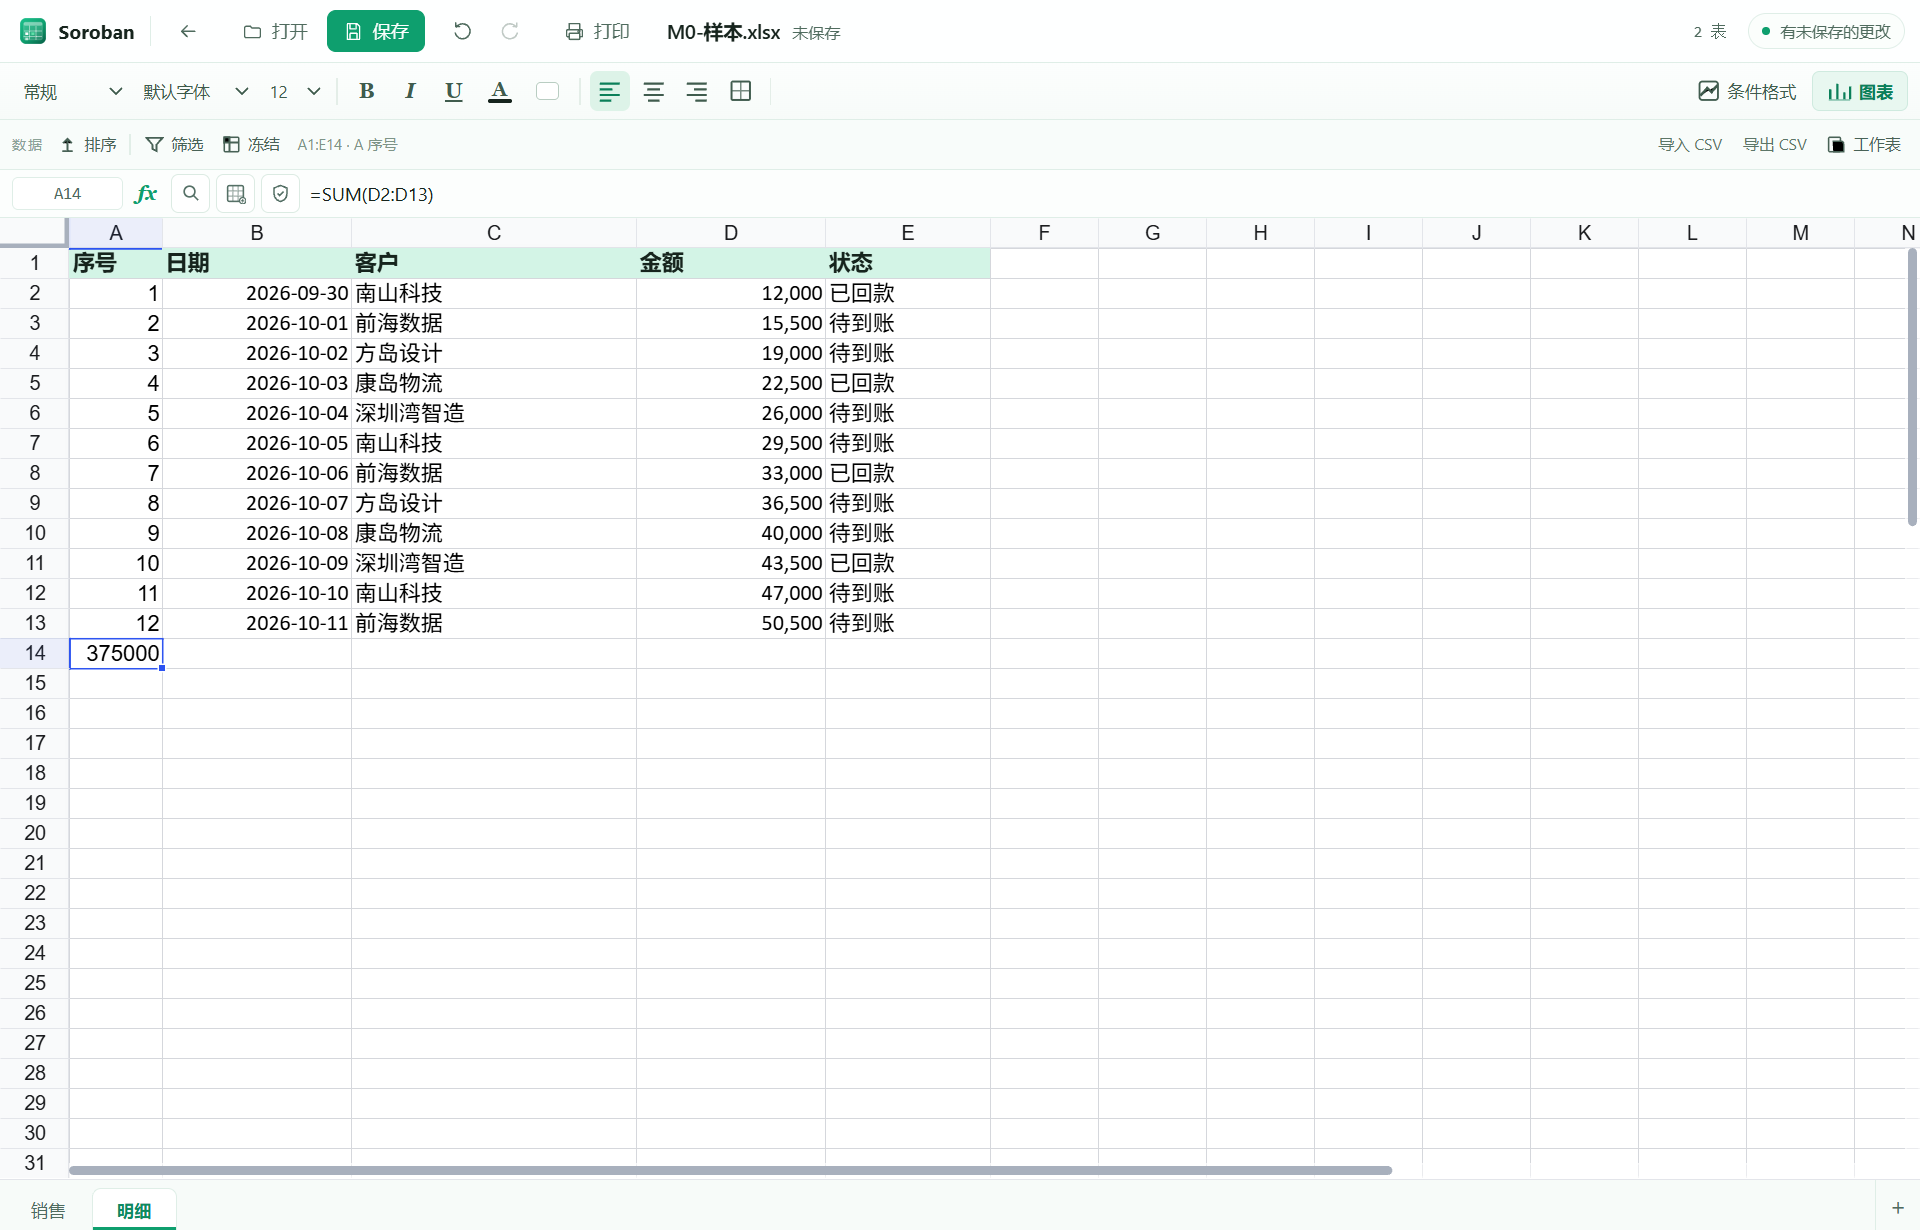 Soroban 打开 保存 打印 M0-样本.xlsx 未保存 2 表 有未保存的更改
常规 默认字体 12 B I U A 条件格式 图表
数据 排序 筛选 冻结 A1:E14 · A 序号 导入 CSV 导出 CSV 工作表
A14 fx =SUM(D2:D13)
A B C D E F G H I J K L M N
1 序号 日期 客户 金额 状态
2 1 2026-09-30 南山科技 12,000 已回款
3 2 2026-10-01 前海数据 15,500 待到账
4 3 2026-10-02 方岛设计 19,000 待到账
5 4 2026-10-03 康岛物流 22,500 已回款
6 5 2026-10-04 深圳湾智造 26,000 待到账
7 6 2026-10-05 南山科技 29,500 待到账
8 7 2026-10-06 前海数据 33,000 已回款
9 8 2026-10-07 方岛设计 36,500 待到账
10 9 2026-10-08 康岛物流 40,000 待到账
11 10 2026-10-09 深圳湾智造 43,500 已回款
12 11 2026-10-10 南山科技 47,000 待到账
13 12 2026-10-11 前海数据 50,500 待到账
14 375000
15
16
17
18
19
20
21
22
23
24
25
26
27
28
29
30
31
销售 明细 +